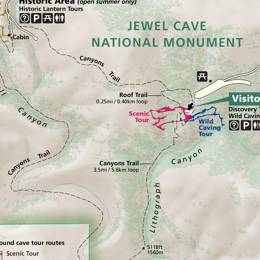 Historic Area (open summer only)
Historic Lantern Tours
Cabin
JEWEL CAVE
NATIONAL MONUMENT
Canyons
Trail
Roof Trail
0.25mi / 0.40km loop
Scenic
Tour
Visito
Discovery
Wild Cavin
Wild
Caving
Tour
Canyon
Canyons
Trail
Canyons Trail
3.5mi / 5.6km loop
Canyon
Lithograph
5118ft
1560m
ound cave tour routes
Scenic Tour